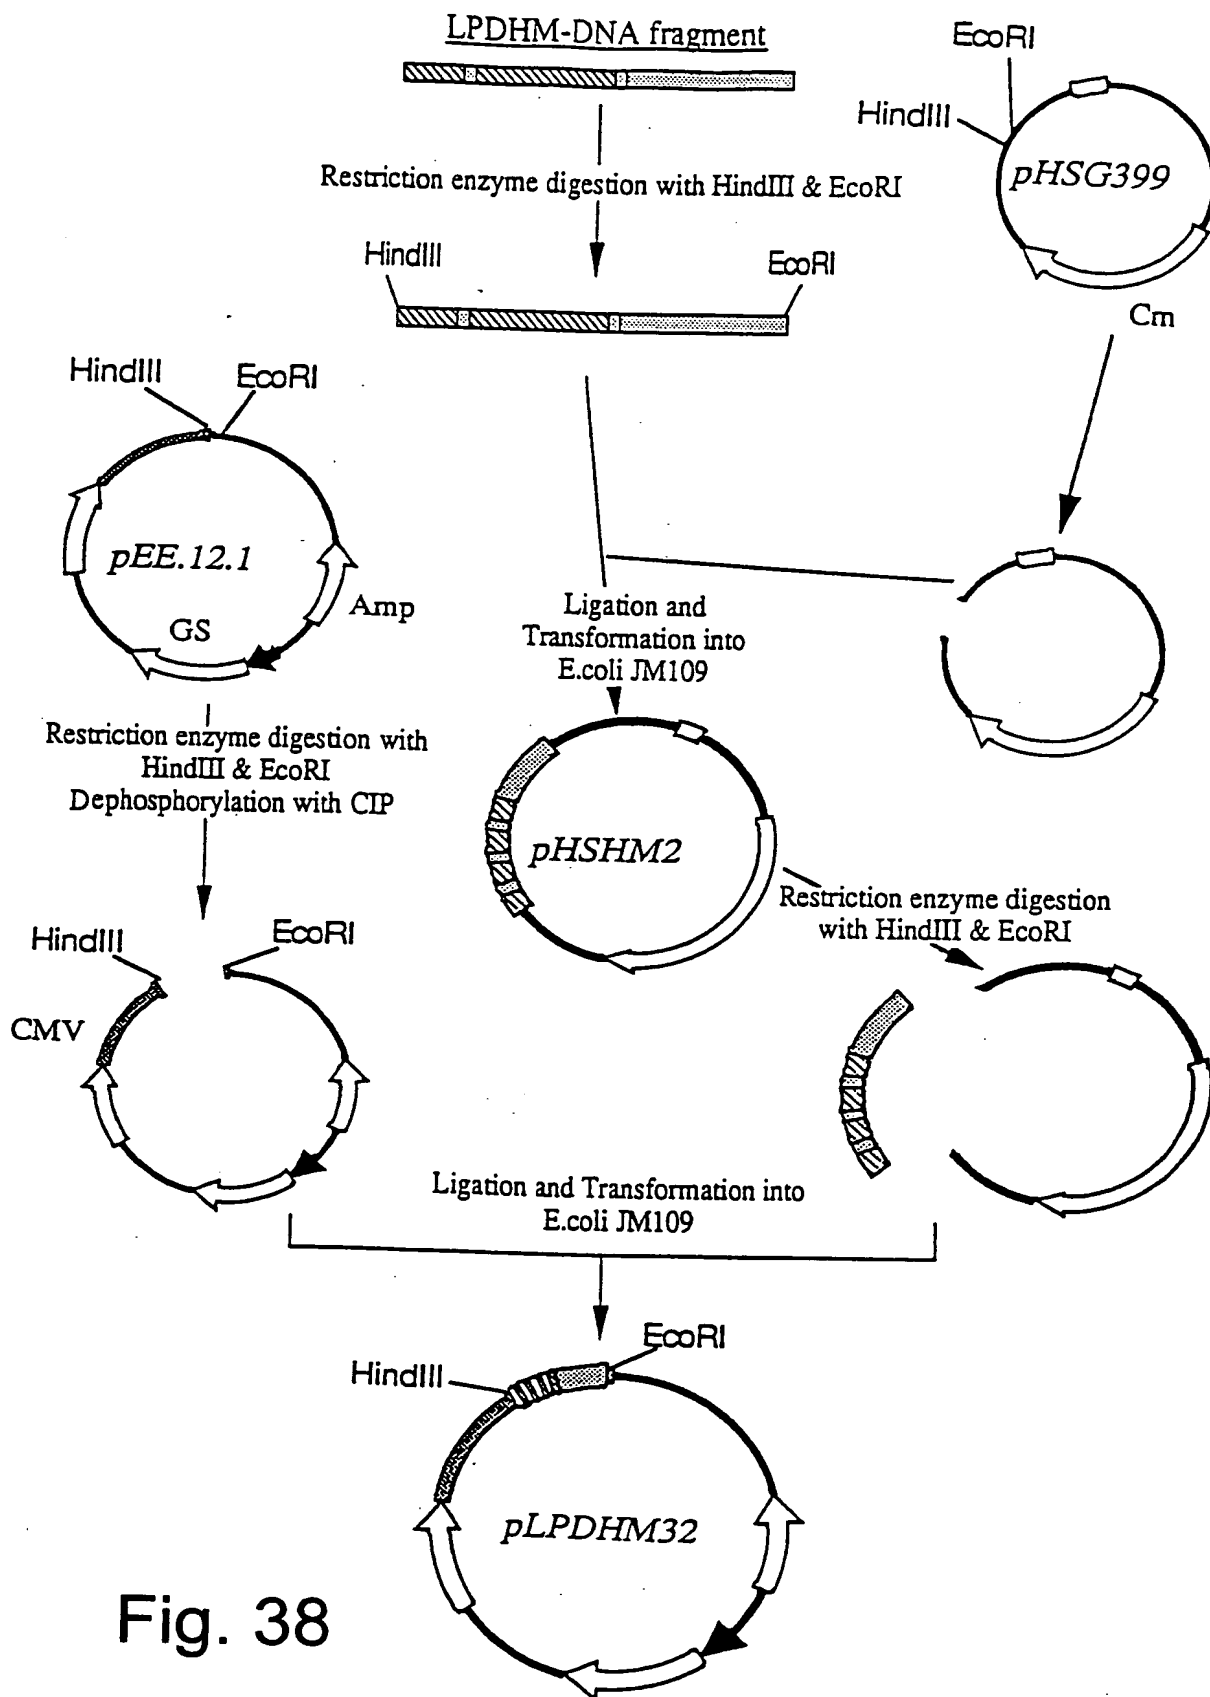 LPDHM-DNA fragment
EcoRI
HindIII
pHSG399
Restriction enzyme digestion with HindIII & EcoRI
HindIII
EcoRI
Cm
HindIII
EcoRI
pEE.12.1
Amp
GS
Ligation and
Transformation into
E.coli JM109
Restriction enzyme digestion with
HindIII & EcoRI
Dephosphorylation with CIP
pHSHM2
Restriction enzyme digestion
with HindIII & EcoRI
HindIII
EcoRI
CMV
Ligation and Transformation into
E.coli JM109
EcoRI
HindIII
pLPDHM32
Fig. 38